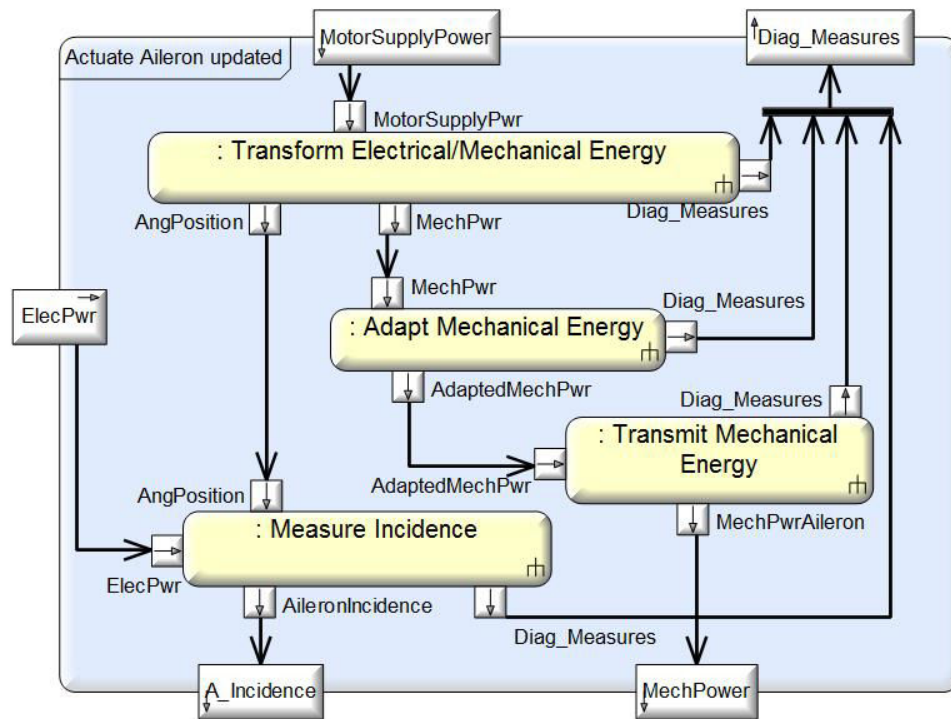 MotorSupplyPower
Diag_Measures
Actuate Aileron updated
MotorSupplyPwr
: Transform Electrical/Mechanical Energy
AngPosition
MechPwr
Diag_Measures
ElecPwr
MechPwr
Diag_Measures
: Adapt Mechanical Energy
AdaptedMechPwr
Diag_Measures
: Transmit Mechanical
Energy
AdaptedMechPwr
AngPosition
MechPwrAileron
: Measure Incidence
ElecPwr
AileronIncidence
Diag_Measures
A_Incidence
MechPower